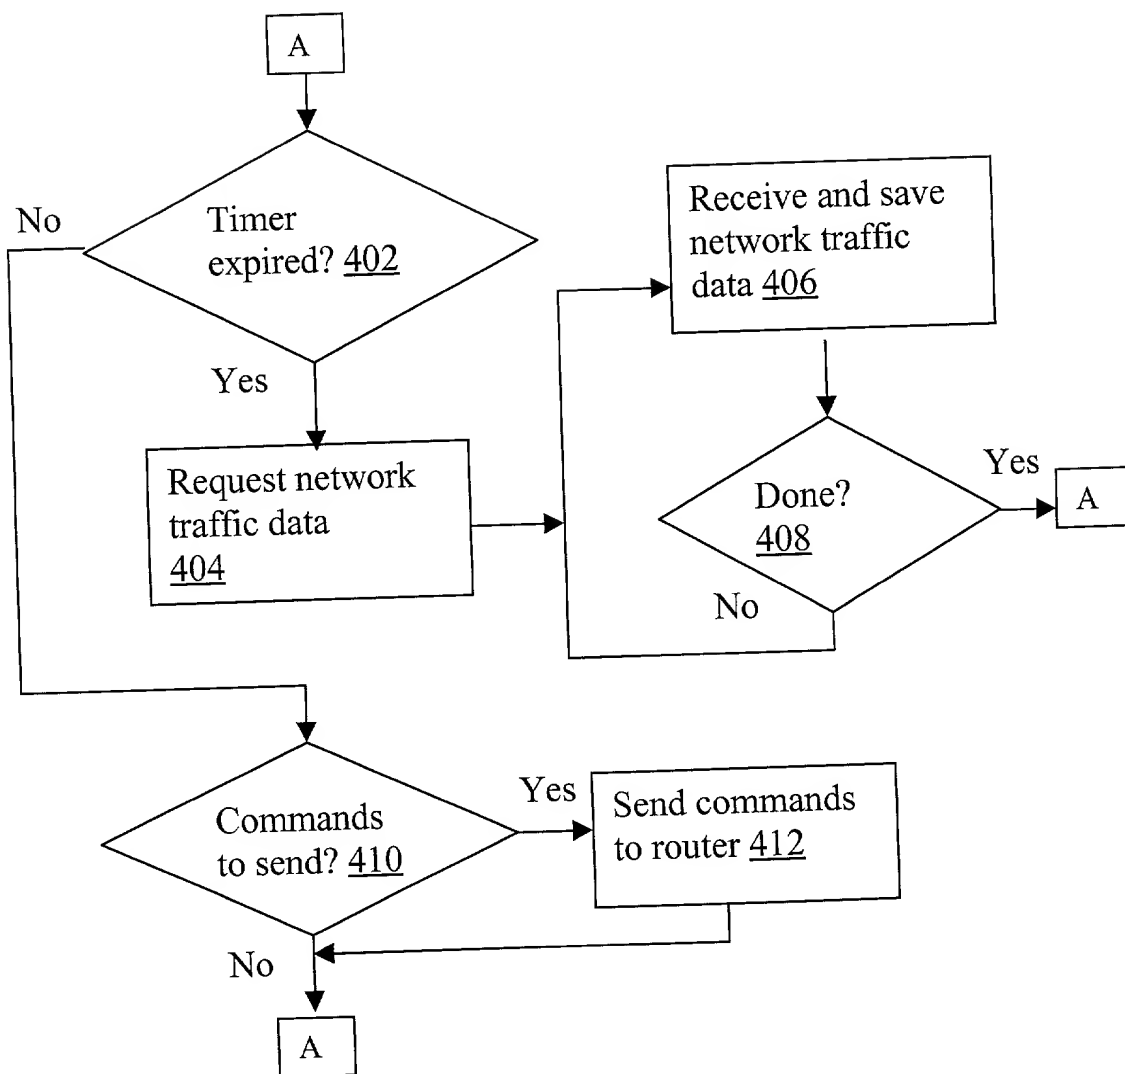 A
No
Timer
expired? 402
Yes
Receive and save
network traffic
data 406
Request network
traffic data
404
Done?
408
Yes
A
No
Commands
to send? 410
Yes
Send commands
to router 412
No
A